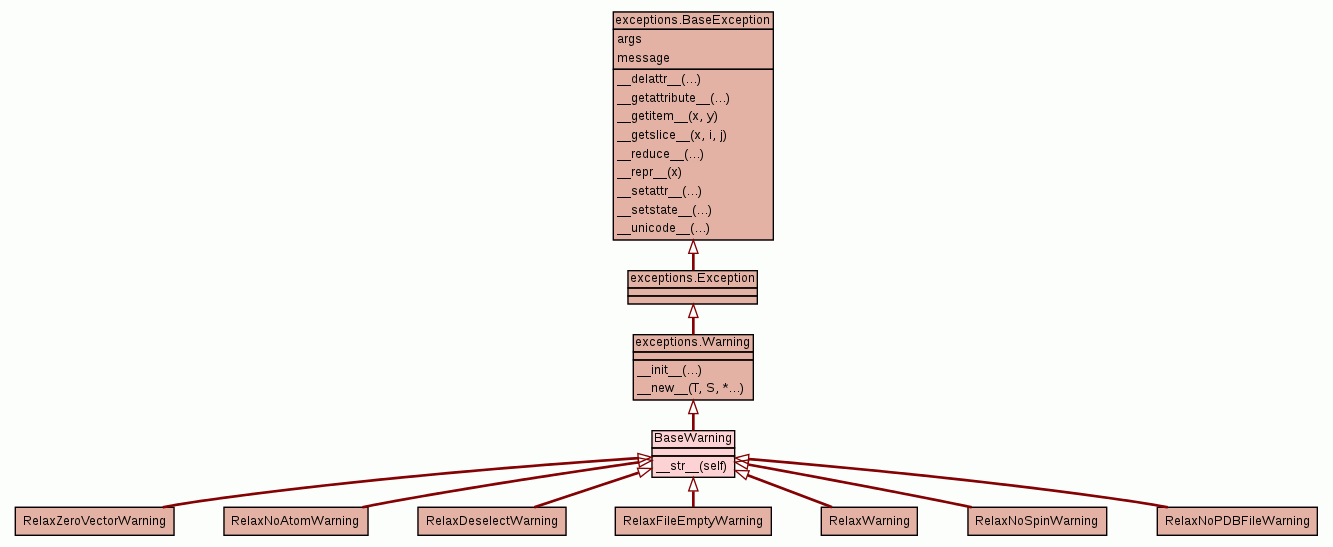 exceptions.BaseException
args
message
__delattr__(...)
__getattribute__(...)
__getitem__(x, y)
__getslice__(x, i, j)
__reduce__(...)
__repr__(x)
__setattr__(...)
__setstate__(...)
__unicode__(...)
exceptions.Exception
exceptions.Warning
__init__(...)
__new__(T, S, *...)
BaseWarning
__str__(self)
RelaxZeroVectorWarning
RelaxNoAtomWarning
RelaxDeselectWarning
RelaxFileEmptyWarning
RelaxWarning
RelaxNoSpinWarning
RelaxNoPDBFileWarning